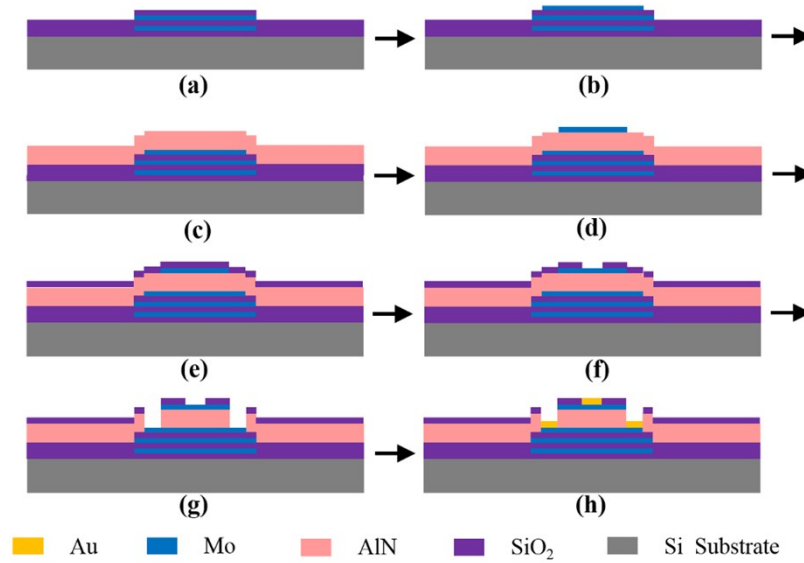 (a) (b)
(c) (d)
(e) (f)
(g) (h)
Au Mo AlN SiO₂ Si Substrate